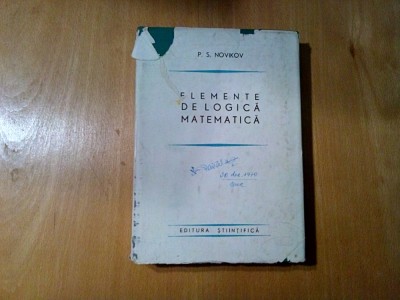 P. S. NOVIKOV
ELEMENTE
DE LOGICĂ
MATEMATICĂ
EDITURA ŞTIINŢIFICĂ